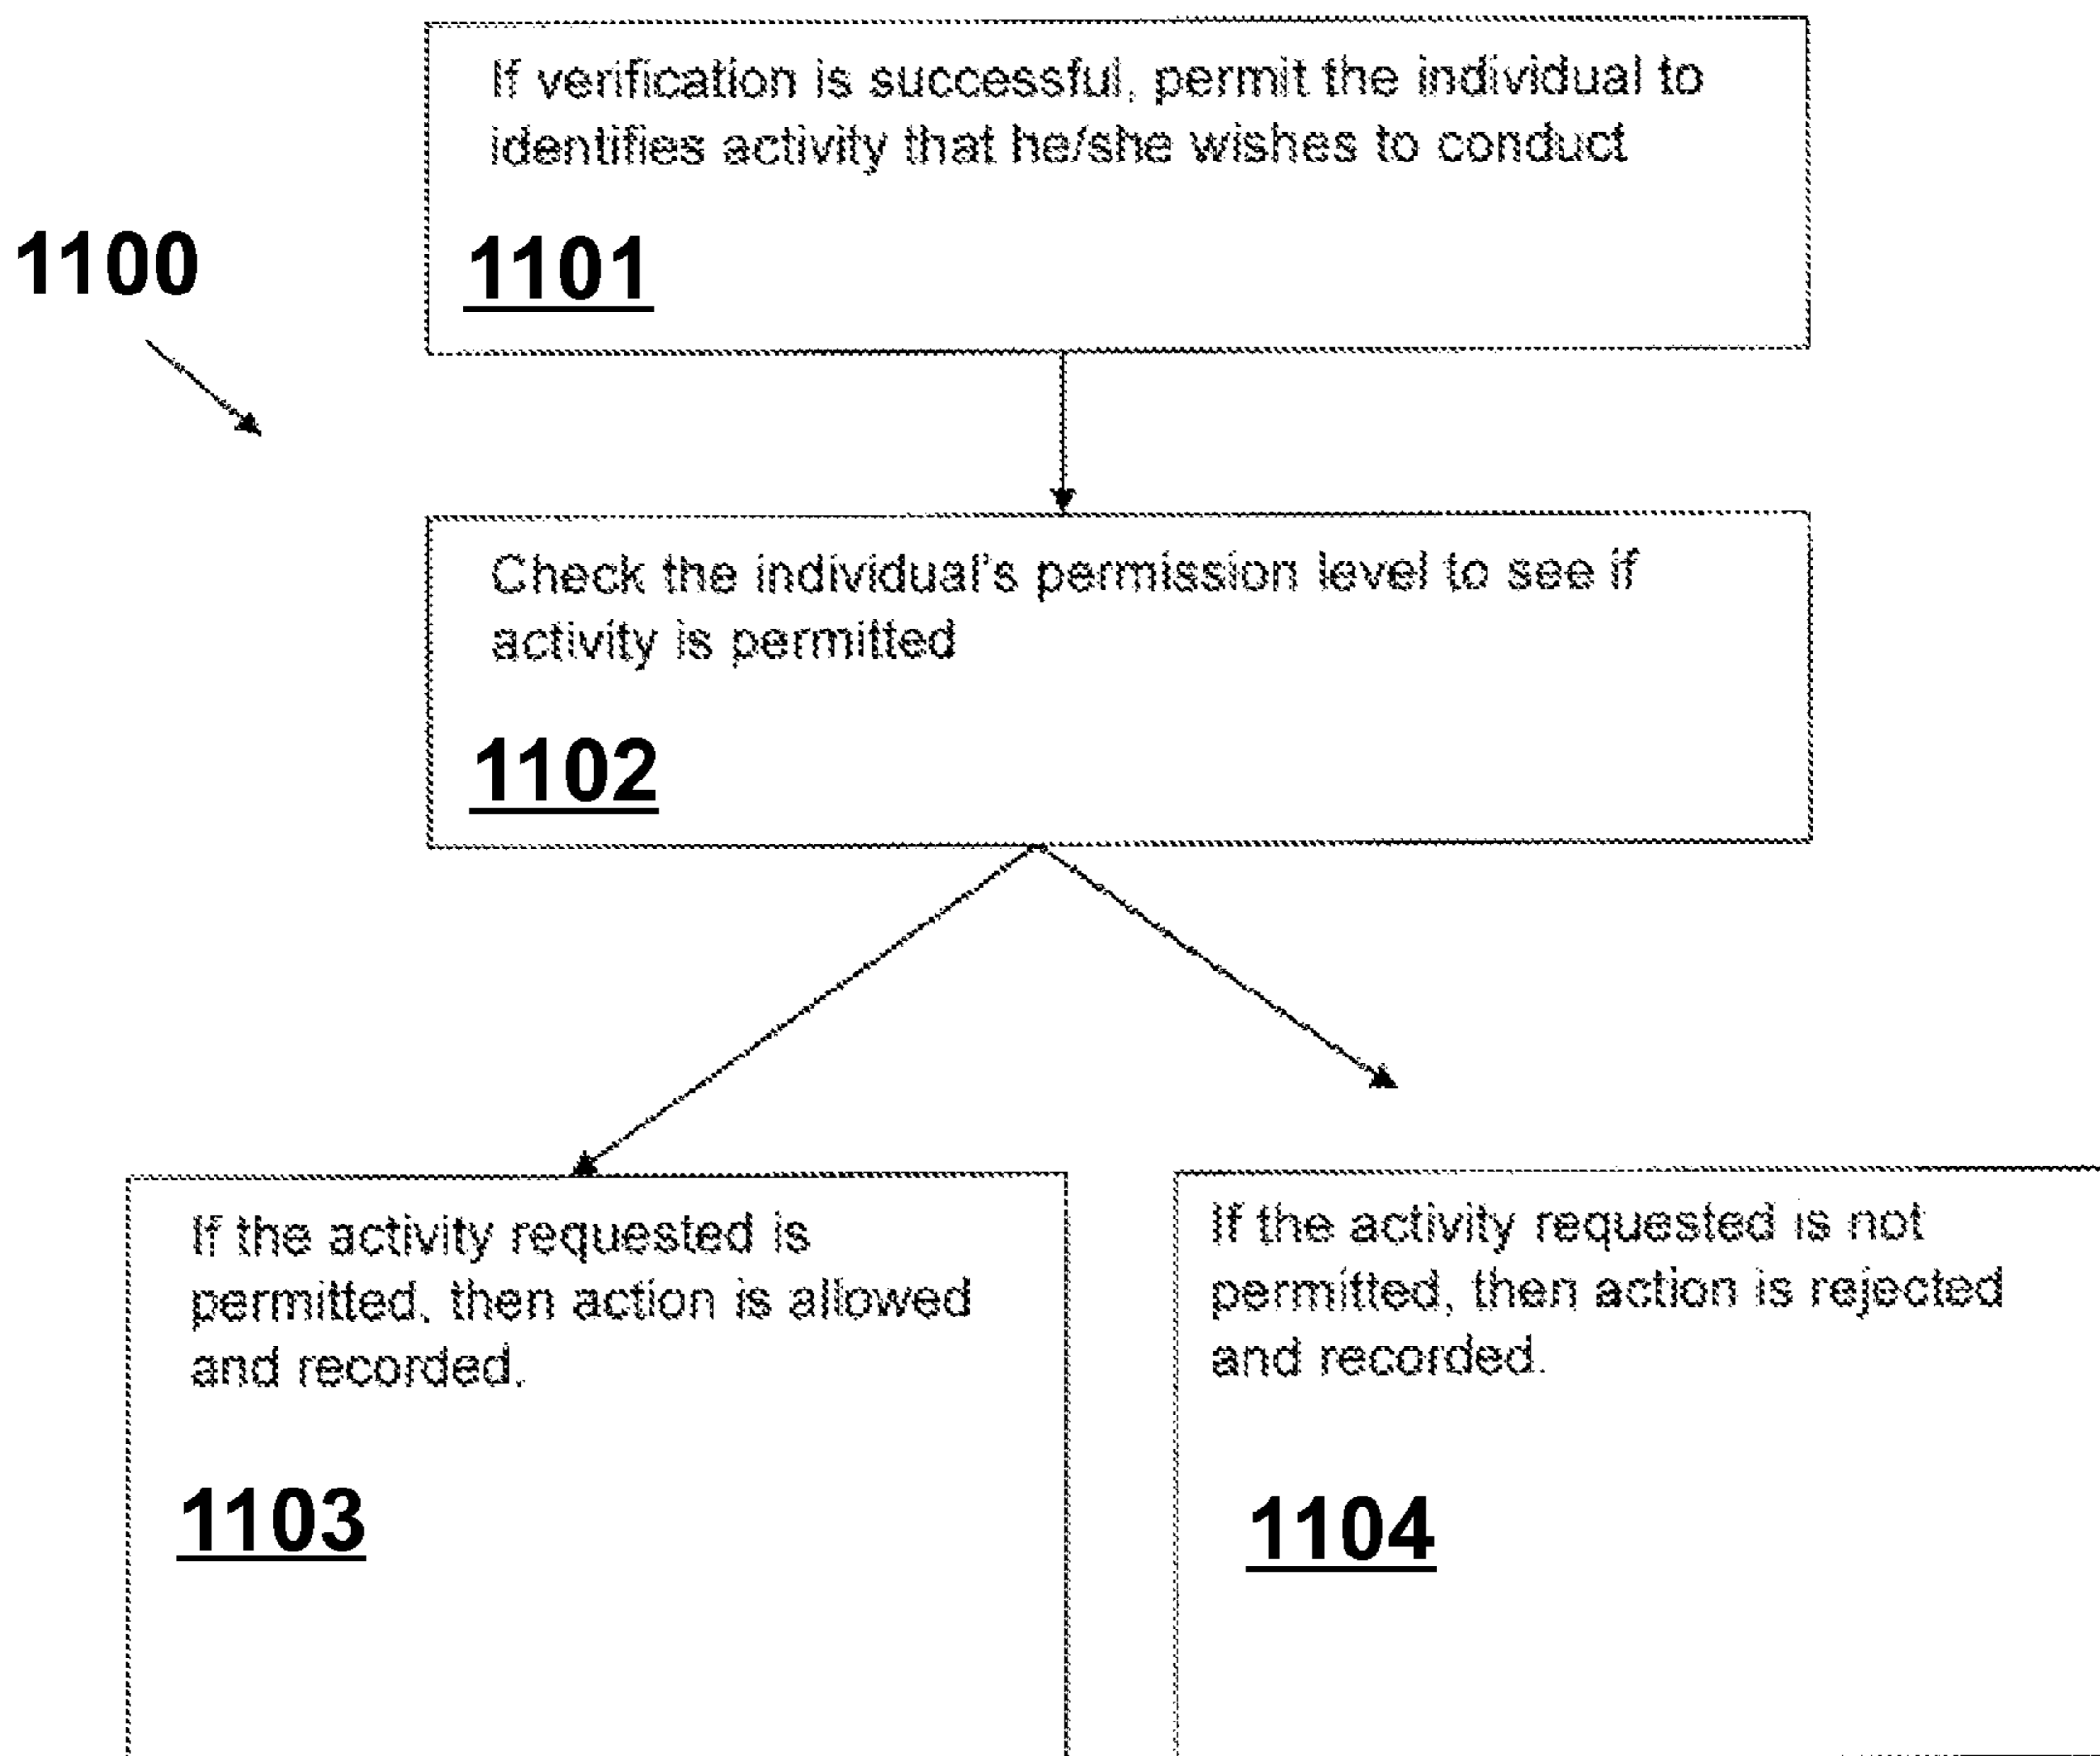 If verification is successful, permit the individual to
identifies activity that he/she wishes to conduct
1100
1101
Check the individual's permission level to see if
activity is permitted
1102
If the activity requested is
permitted, then action is allowed
and recorded.
1103
If the activity requested is not
permitted, then action is rejected
and recorded.
1104